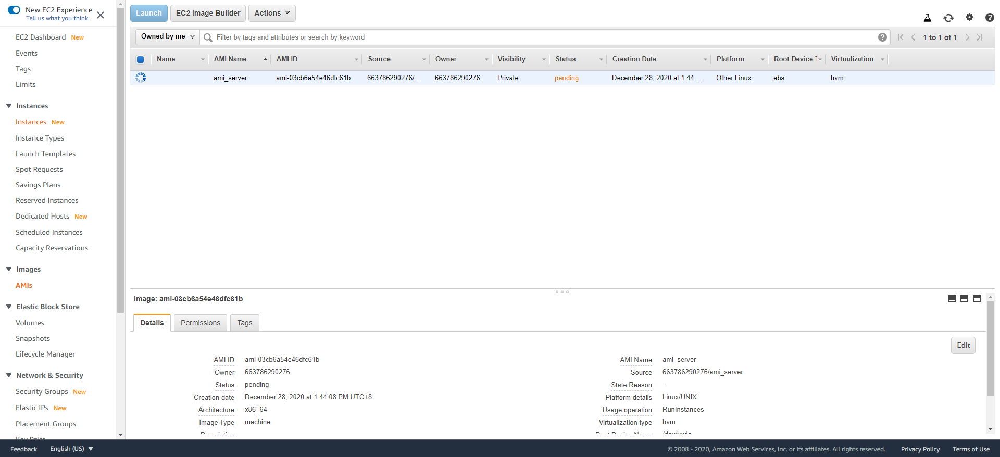 New EC2 Experience
Tell us what you think
EC2 Dashboard New
Events
Tags
Limits
Instances
Instances New
Instance Types
Launch Templates
Spot Requests
Savings Plans
Reserved Instances
Dedicated Hosts New
Scheduled Instances
Capacity Reservations
Images
AMIs
Elastic Block Store
Volumes
Snapshots
Lifecycle Manager
Network & Security
Security Groups New
Elastic IPs New
Placement Groups
Key Pairs
Launch EC2 Image Builder Actions
Owned by me Filter by tags and attributes or search by keyword 1 to 1 of 1
Name AMI Name AMI ID Source Owner Visibility Status Creation Date Platform Root Device T Virtualization
ami_server ami-03cb6a54e46dfc61b 663786290276/... 663786290276 Private pending December 28, 2020 at 1:44:... Other Linux ebs hvm
Image: ami-03cb6a54e46dfc61b
Details Permissions Tags
Edit
AMI ID ami-03cb6a54e46dfc61b AMI Name ami_server
Owner 663786290276 Source 663786290276/ami_server
Status pending State Reason -
Creation date December 28, 2020 at 1:44:08 PM UTC+8 Platform details Linux/UNIX
Architecture x86_64 Usage operation RunInstances
Image Type machine Virtualization type hvm
Description Root Device Name /dev/xvda
Feedback English (US) © 2008 - 2020, Amazon Web Services, Inc. or its affiliates. All rights reserved. Privacy Policy Terms of Use